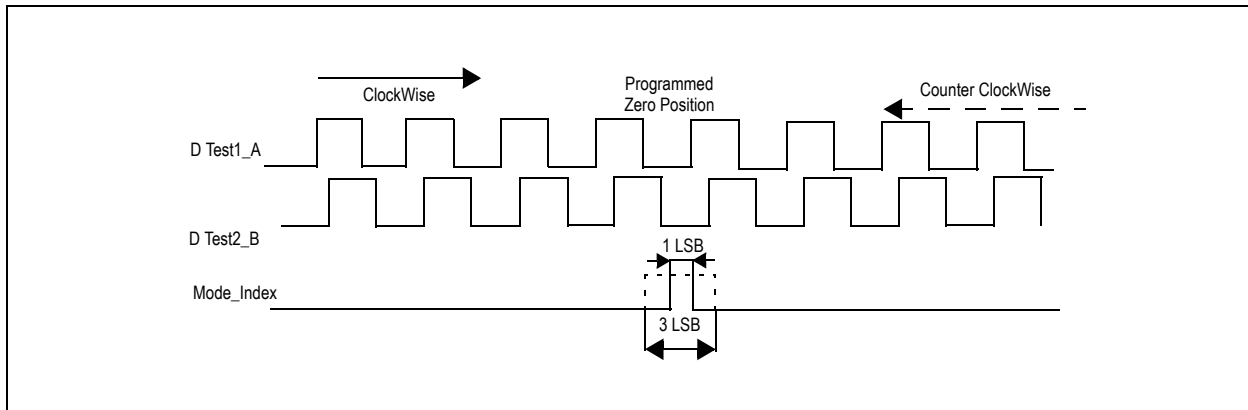 ClockWise
Programmed
Zero Position
Counter ClockWise
D Test1_A
D Test2_B
1 LSB
Mode_Index
3 LSB